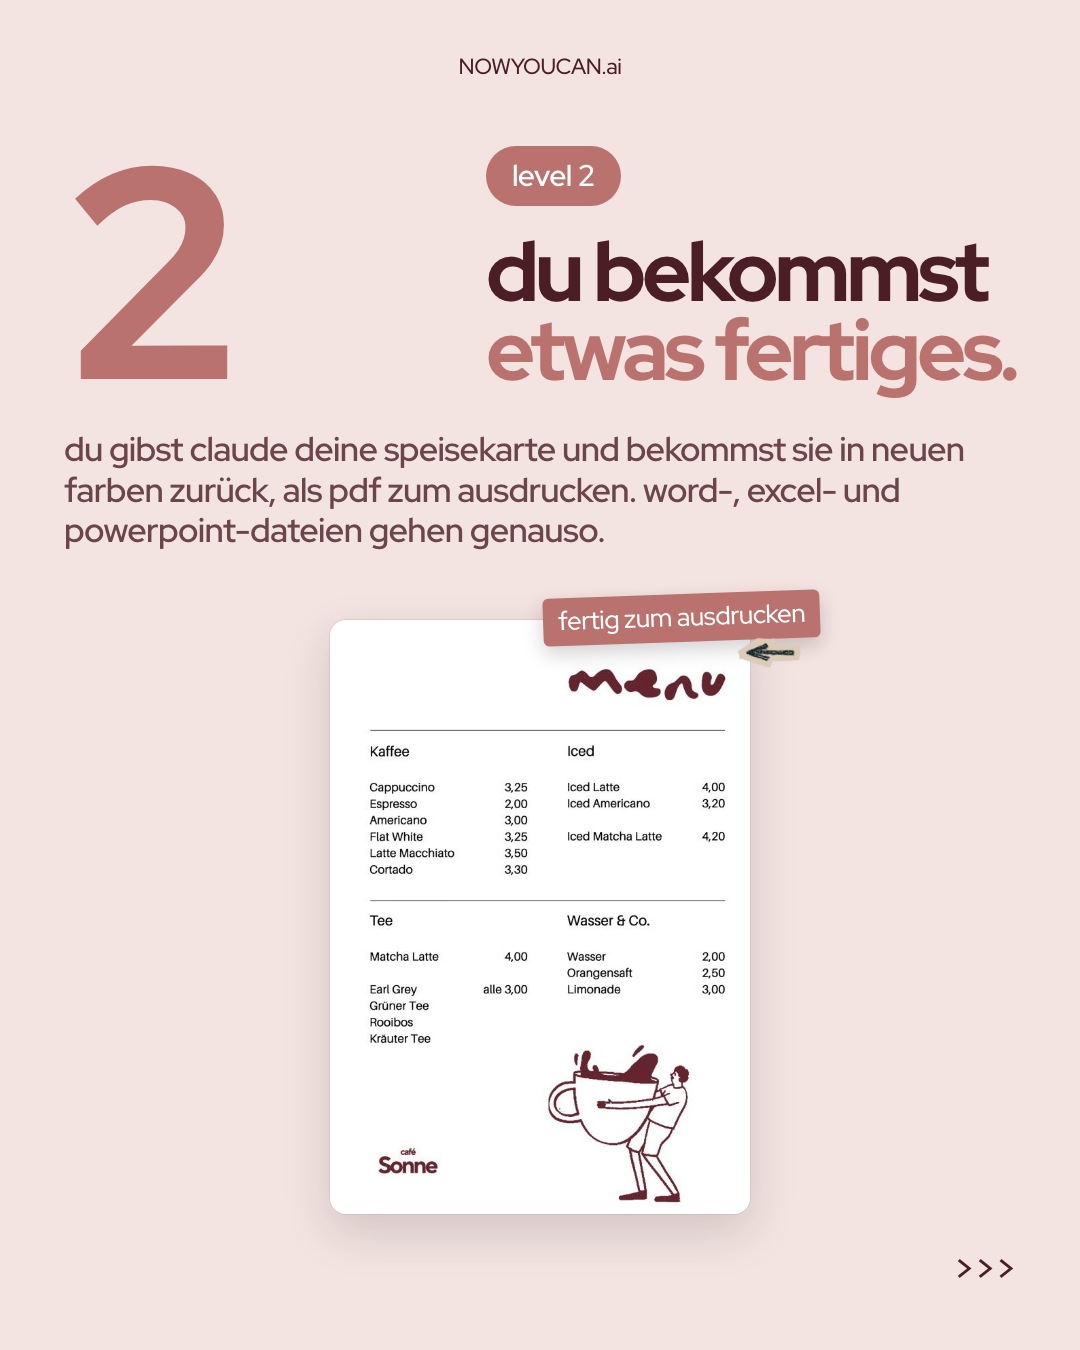 NOWYOUCAN.ai
2
level 2
du bekommst
etwas fertiges.
du gibst claude deine speisekarte und bekommst sie in neuen
farben zurück, als pdf zum ausdrucken. word-, excel- und
powerpoint-dateien gehen genauso.
fertig zum ausdrucken
menu
Kaffee
Cappuccino 3,25
Espresso 2,00
Americano 3,00
Flat White 3,25
Latte Macchiato 3,50
Cortado 3,30
Iced
Iced Latte 4,00
Iced Americano 3,20
Iced Matcha Latte 4,20
Tee
Matcha Latte 4,00
Earl Grey alle 3,00
Grüner Tee
Rooibos
Kräuter Tee
Wasser & Co.
Wasser 2,00
Orangensaft 2,50
Limonade 3,00
café
Sonne
>>>